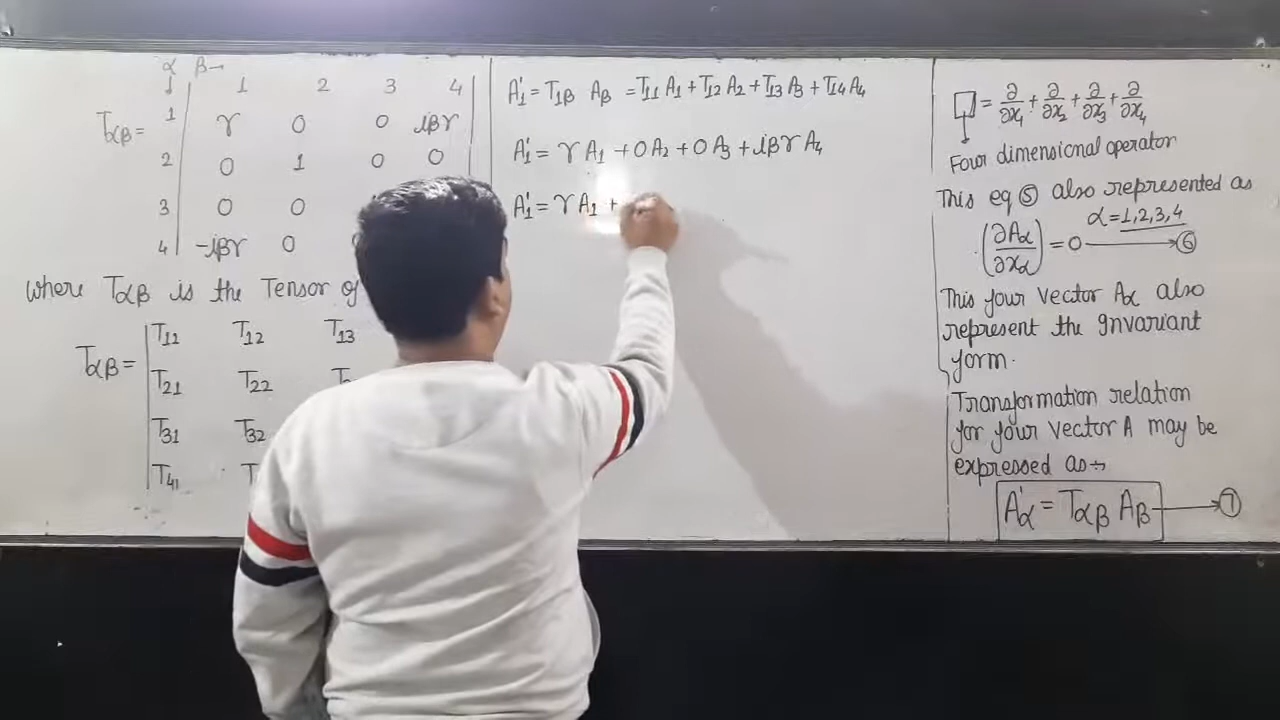 α β→
1 2 3 4
Tαβ= 1 γ 0 0 iβγ
2 0 1 0 0
3 0 0
4 -iβγ 0
where Tαβ is the Tensor of
T11 T12 T13
Tαβ= T21 T22
T31 T32
T41
A1' = T1β Aβ = T11 A1 + T12 A2 + T13 A3 + T14 A4
A1' = γ A1 + 0 A2 + 0 A3 + iβγ A4
A1' = γ A1 +
□ = ∂/∂x1 + ∂/∂x2 + ∂/∂x3 + ∂/∂x4
Four dimensional operator
This eq ⑤ also represented as
α = 1,2,3,4
(∂Aα/∂xα) = 0 → ⑥
This four vector Aα also
represent the Invariant
form.
Transformation relation
for four vector A may be
expressed as →
Aα' = Tαβ Aβ → ⑦